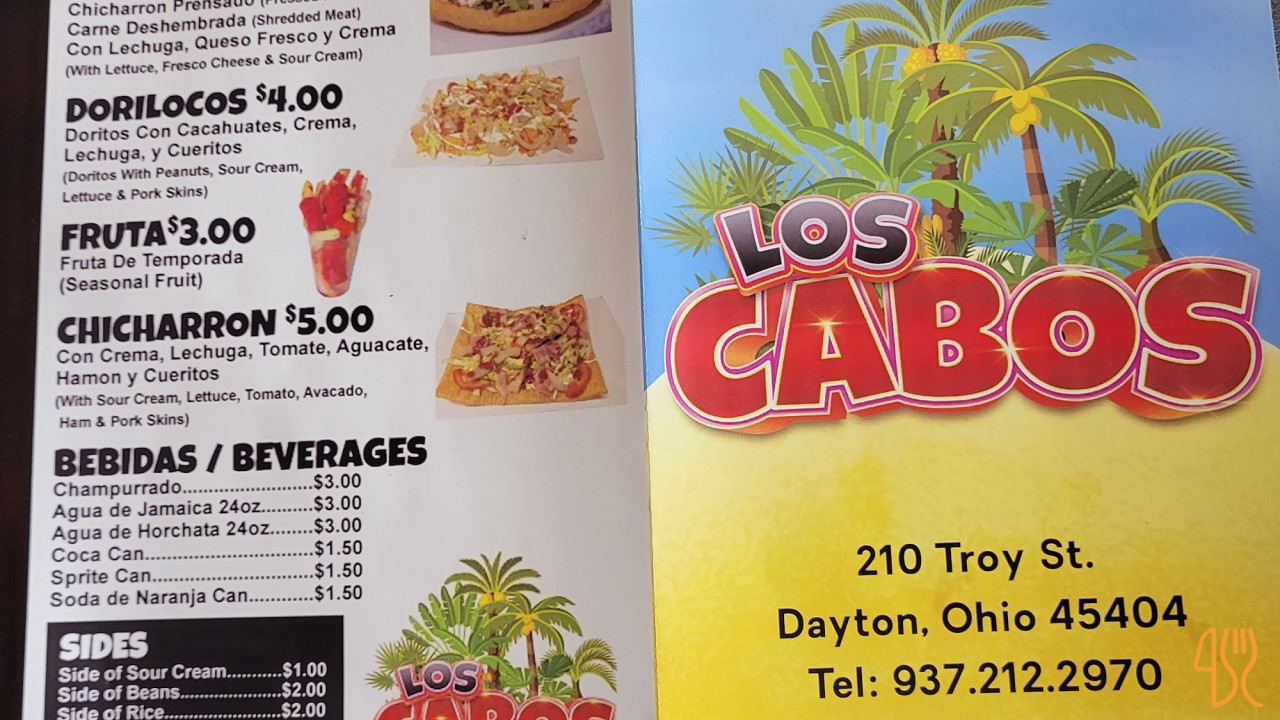 Chicharron Prensado
Carne Deshembrada (Shredded Meat)
Con Lechuga, Queso Fresco y Crema
(With Lettuce, Fresco Cheese & Sour Cream)
DORILOCOS $4.00
Doritos Con Cacahuates, Crema,
Lechuga, y Cueritos
(Doritos With Peanuts, Sour Cream,
Lettuce & Pork Skins)
FRUTA $3.00
Fruta De Temporada
(Seasonal Fruit)
CHICHARRON $5.00
Con Crema, Lechuga, Tomate, Aguacate,
Hamon y Cueritos
(With Sour Cream, Lettuce, Tomato, Avacado,
Ham & Pork Skins)
BEBIDAS / BEVERAGES
Champurrado........................$3.00
Agua de Jamaica 24oz..........$3.00
Agua de Horchata 24oz........$3.00
Coca Can...............................$1.50
Sprite Can..............................$1.50
Soda de Naranja Can............$1.50
SIDES
Side of Sour Cream...........$1.00
Side of Beans......................$2.00
Side of Rice.........................$2.00
LOS
CABOS
LOS
CABOS
210 Troy St.
Dayton, Ohio 45404
Tel: 937.212.2970